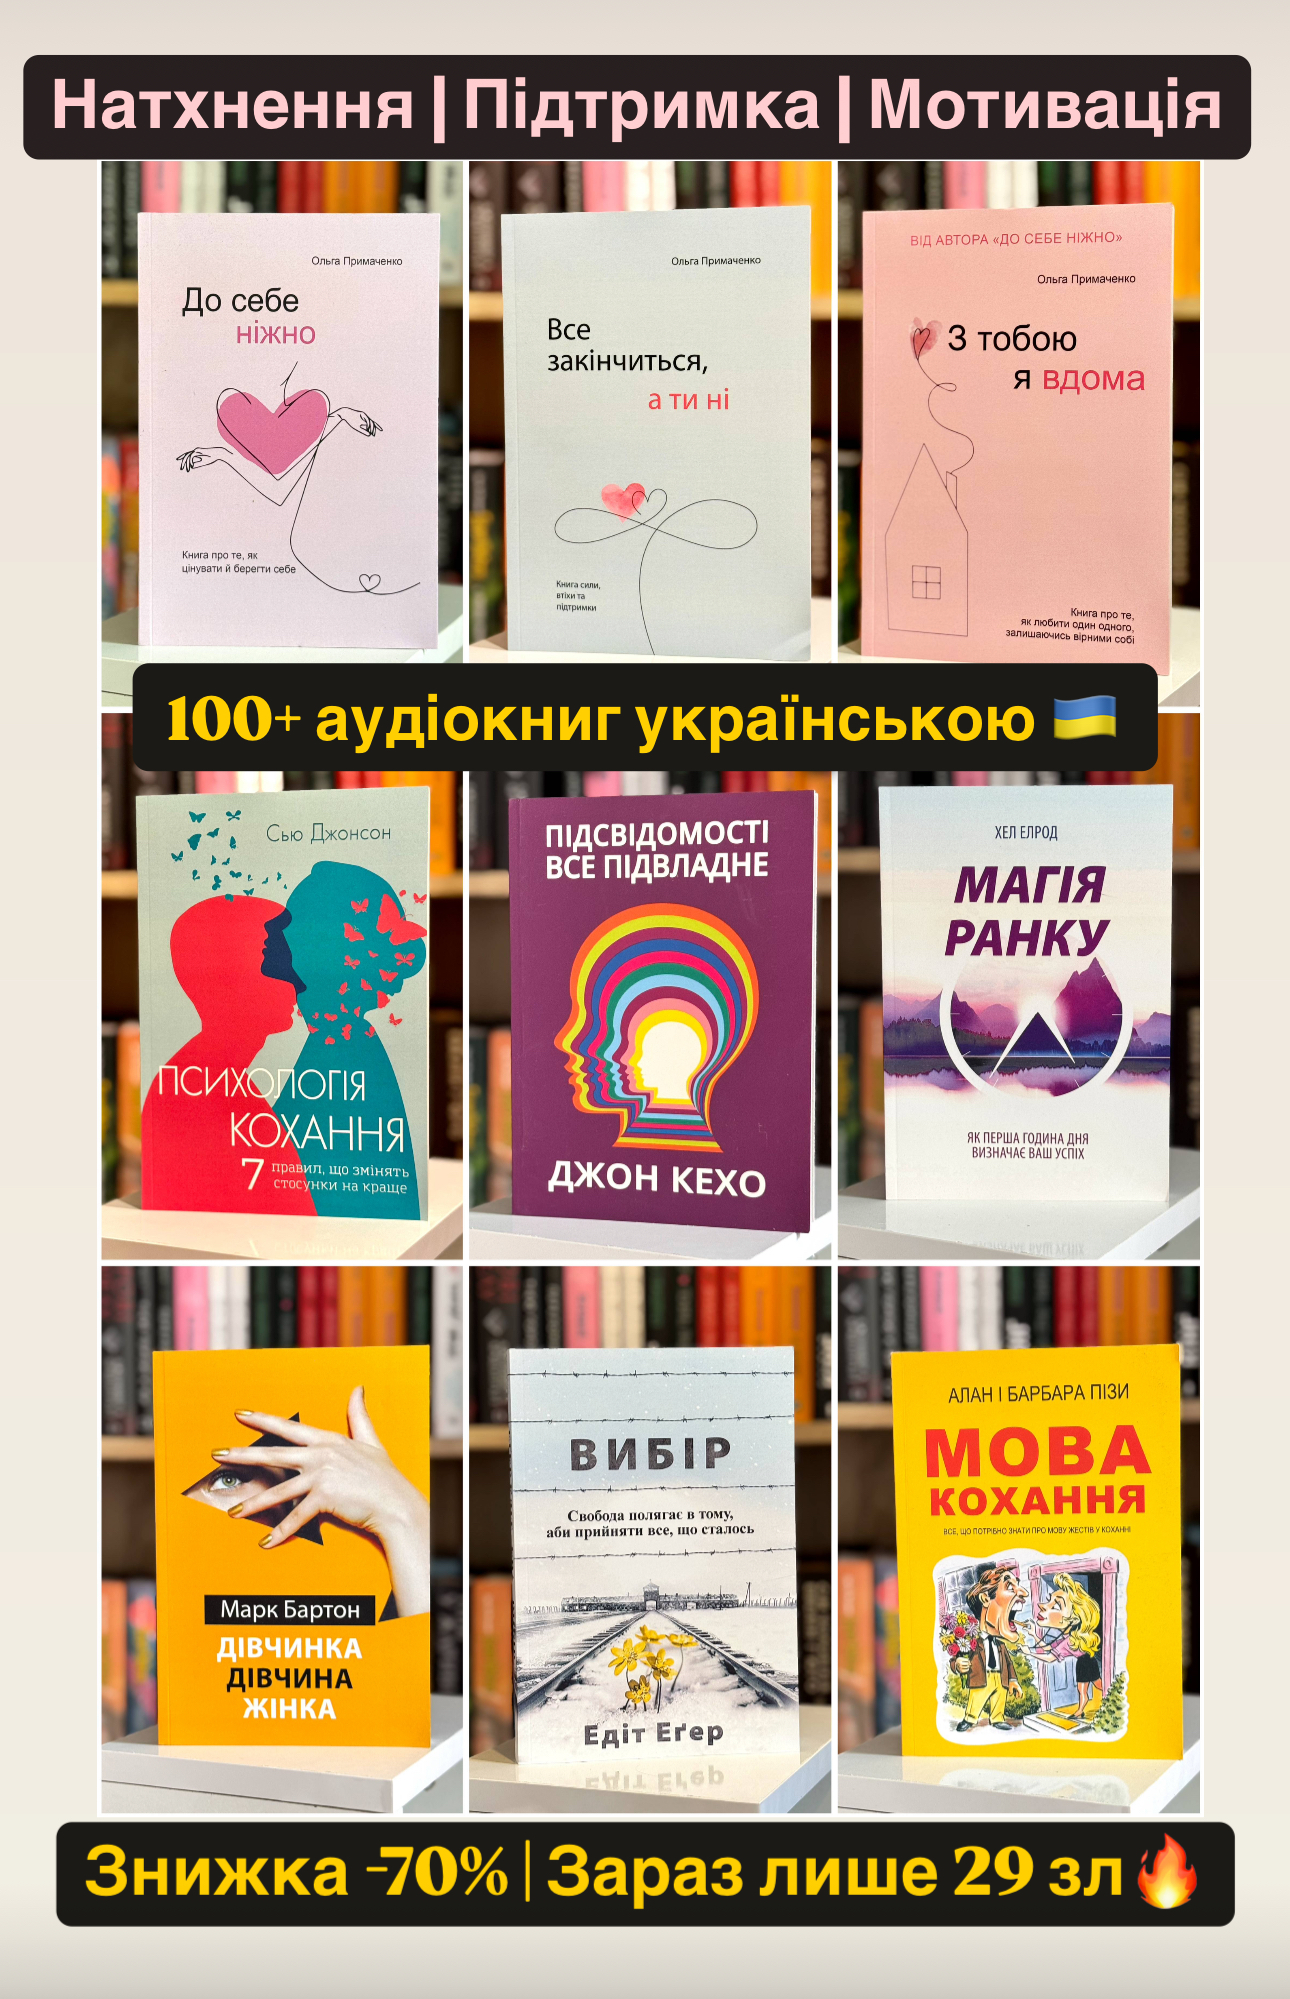 Натхнення | Підтримка | Мотивація
Ольга Примаченко
До себе
ніжно
Книга про те, як
цінувати й берегти себе
Ольга Примаченко
Все
закінчиться,
а ти ні
Книга сили,
втіхи та
підтримки
ВІД АВТОРА «ДО СЕБЕ НІЖНО»
Ольга Примаченко
З тобою
я вдома
Книга про те,
як любити один одного,
залишаючись вірними собі
100+ аудіокниг українською 🇺🇦
Сью Джонсон
ПСИХОЛОГІЯ
КОХАННЯ
7 правил, що змінять
стосунки на краще
ПІДСВІДОМОСТІ
ВСЕ ПІДВЛАДНЕ
ДЖОН КЕХО
ХЕЛ ЕЛРОД
МАГІЯ
РАНКУ
ЯК ПЕРША ГОДИНА ДНЯ
ВИЗНАЧАЄ ВАШ УСПІХ
Марк Бартон
ДІВЧИНКА
ДІВЧИНА
ЖІНКА
ВИБІР
Свобода полягає в тому,
аби прийняти все, що сталось
Едіт Еґер
АЛАН І БАРБАРА ПІЗИ
МОВА
КОХАННЯ
ВСЕ, ЩО ПОТРІБНО ЗНАТИ ПРО МОВУ ЖЕСТІВ У КОХАННІ
Знижка -70% | Зараз лише 29 зл🔥